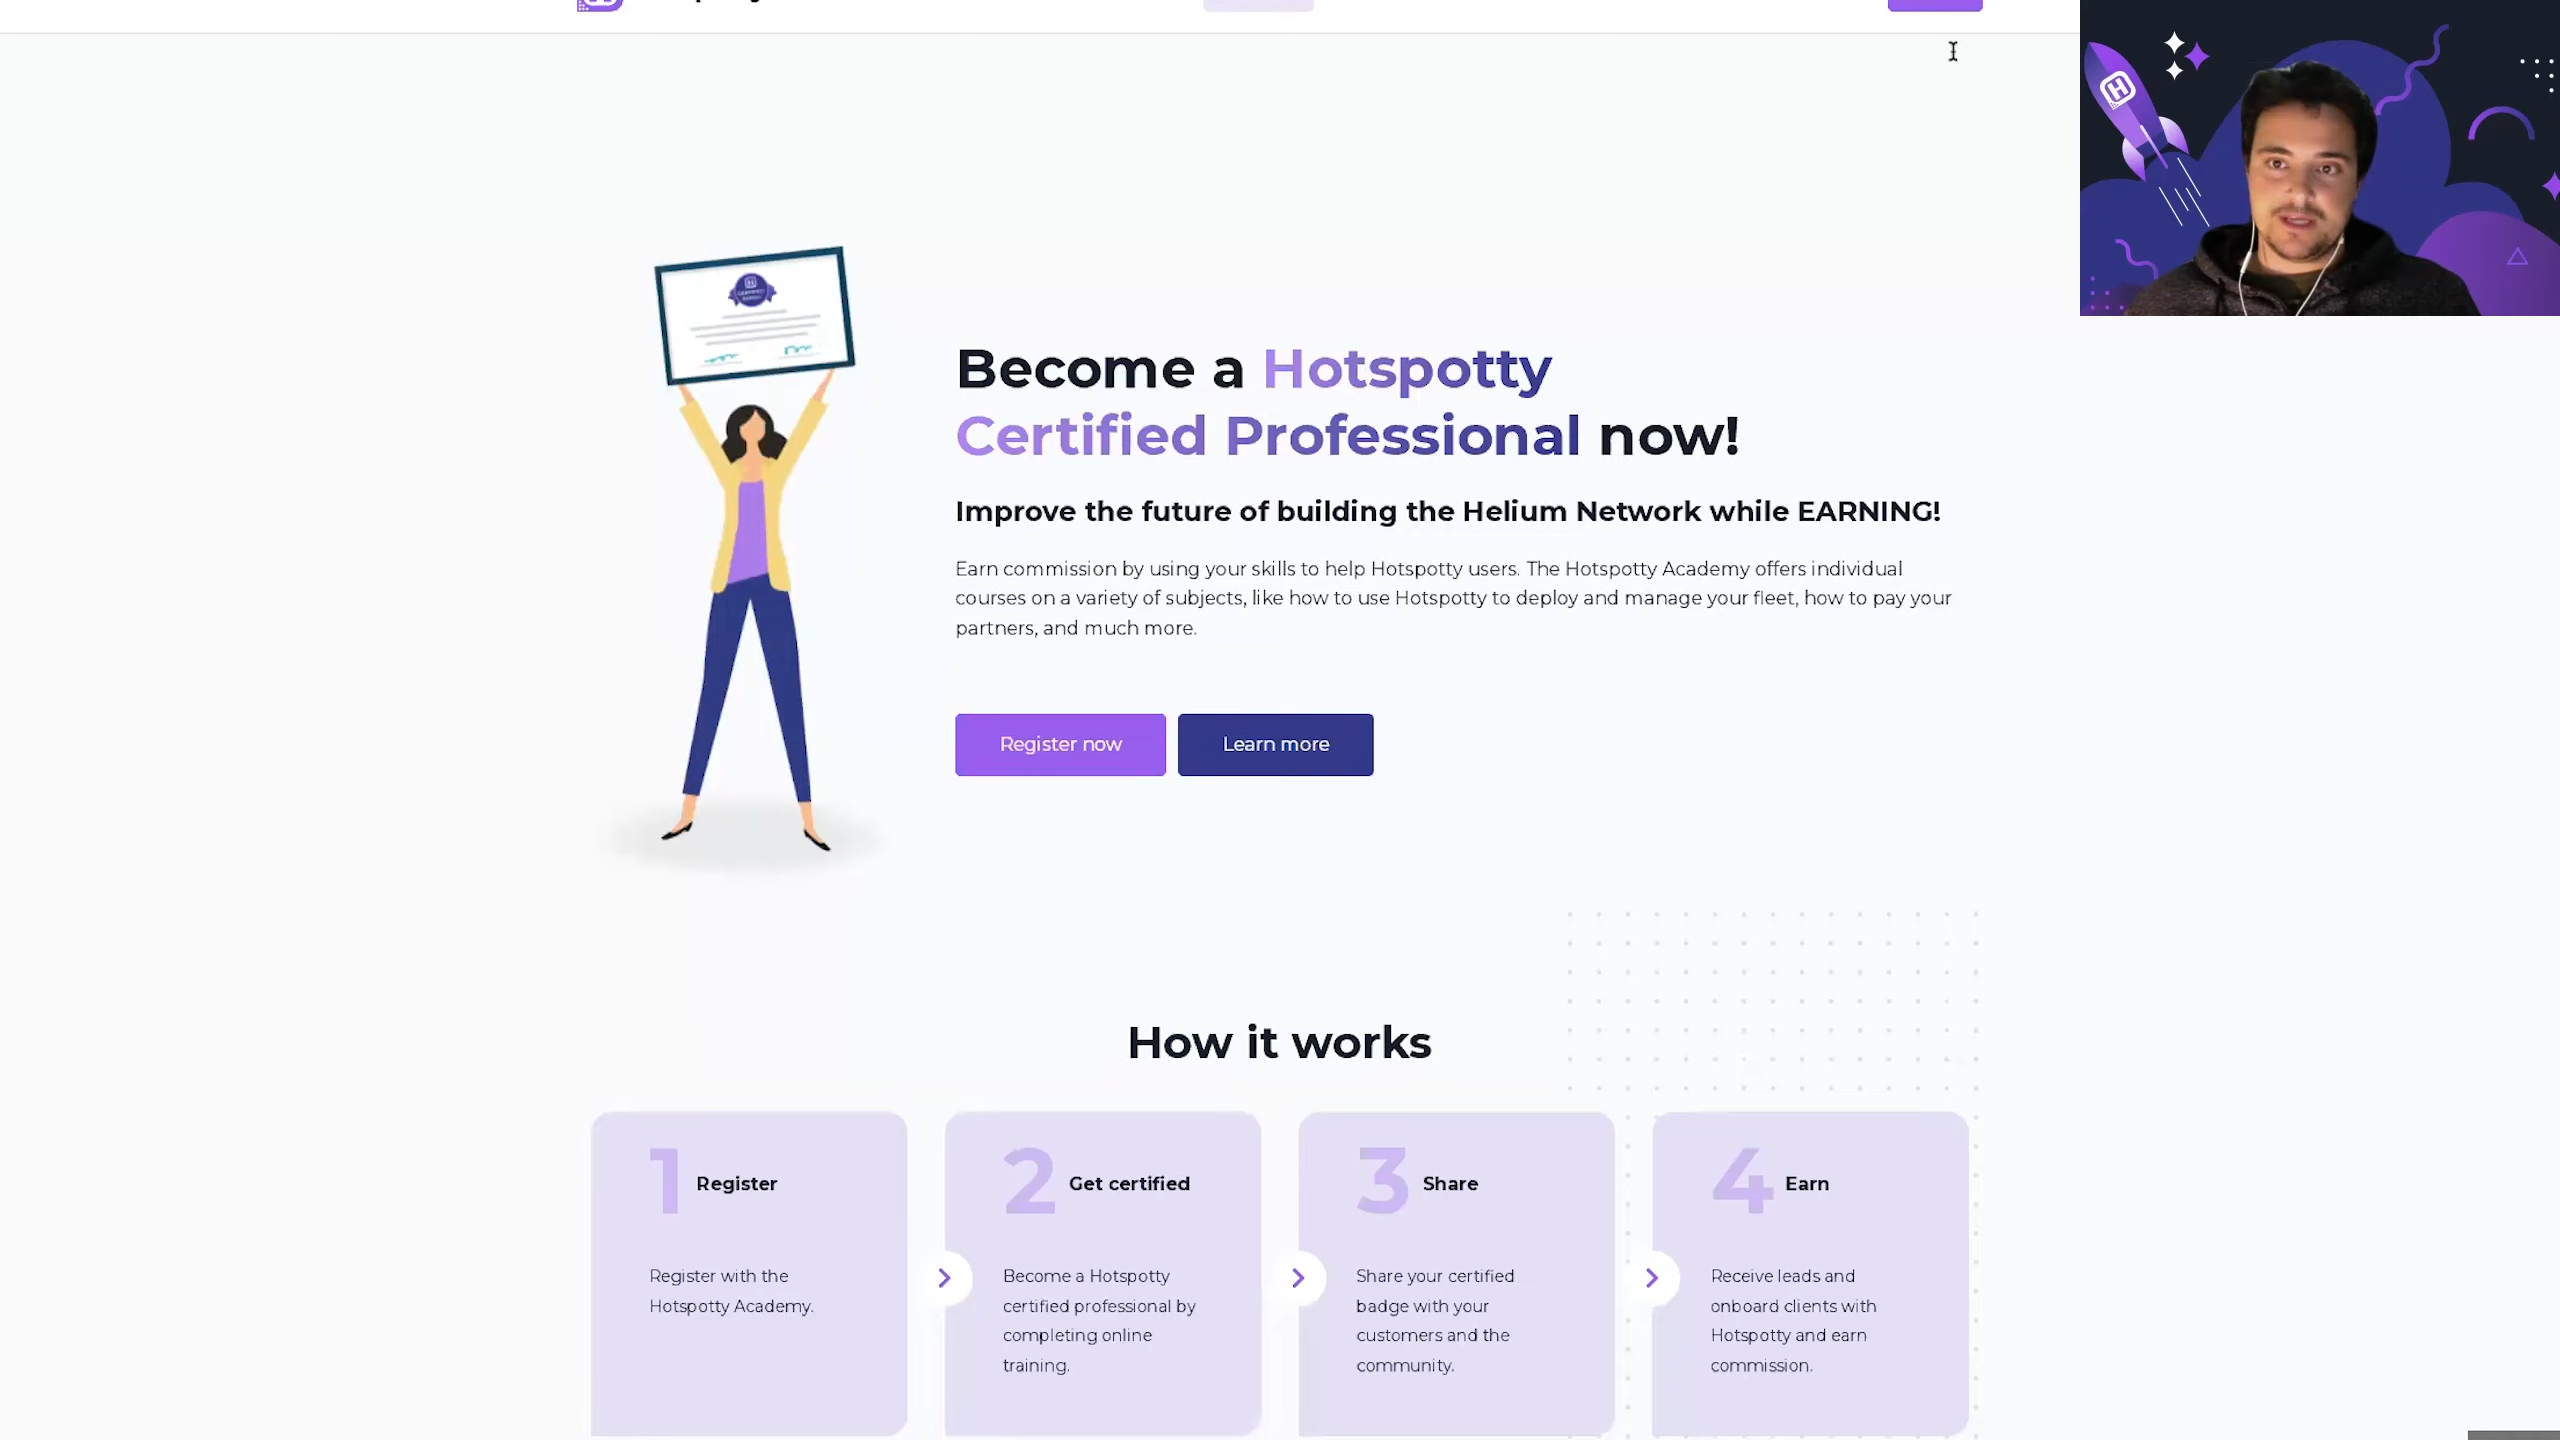 Become a Hotspotty
Certified Professional now!
Improve the future of building the Helium Network while EARNING!
Earn commission by using your skills to help Hotspotty users. The Hotspotty Academy offers individual
courses on a variety of subjects, like how to use Hotspotty to deploy and manage your fleet, how to pay your
partners, and much more.
Register now
Learn more
How it works
1 Register
Register with the
Hotspotty Academy.
2 Get certified
Become a Hotspotty
certified professional by
completing online
training.
3 Share
Share your certified
badge with your
customers and the
community.
4 Earn
Receive leads and
onboard clients with
Hotspotty and earn
commission.
H